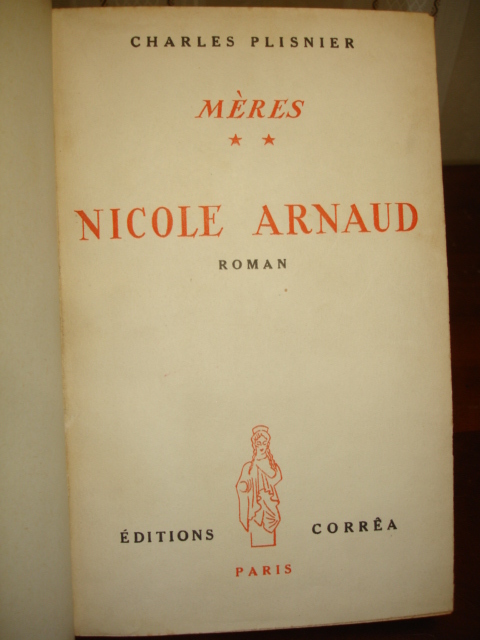 CHARLES PLISNIER
MÈRES
★ ★
NICOLE ARNAUD
ROMAN
ÉDITIONS CORRÊA
PARIS